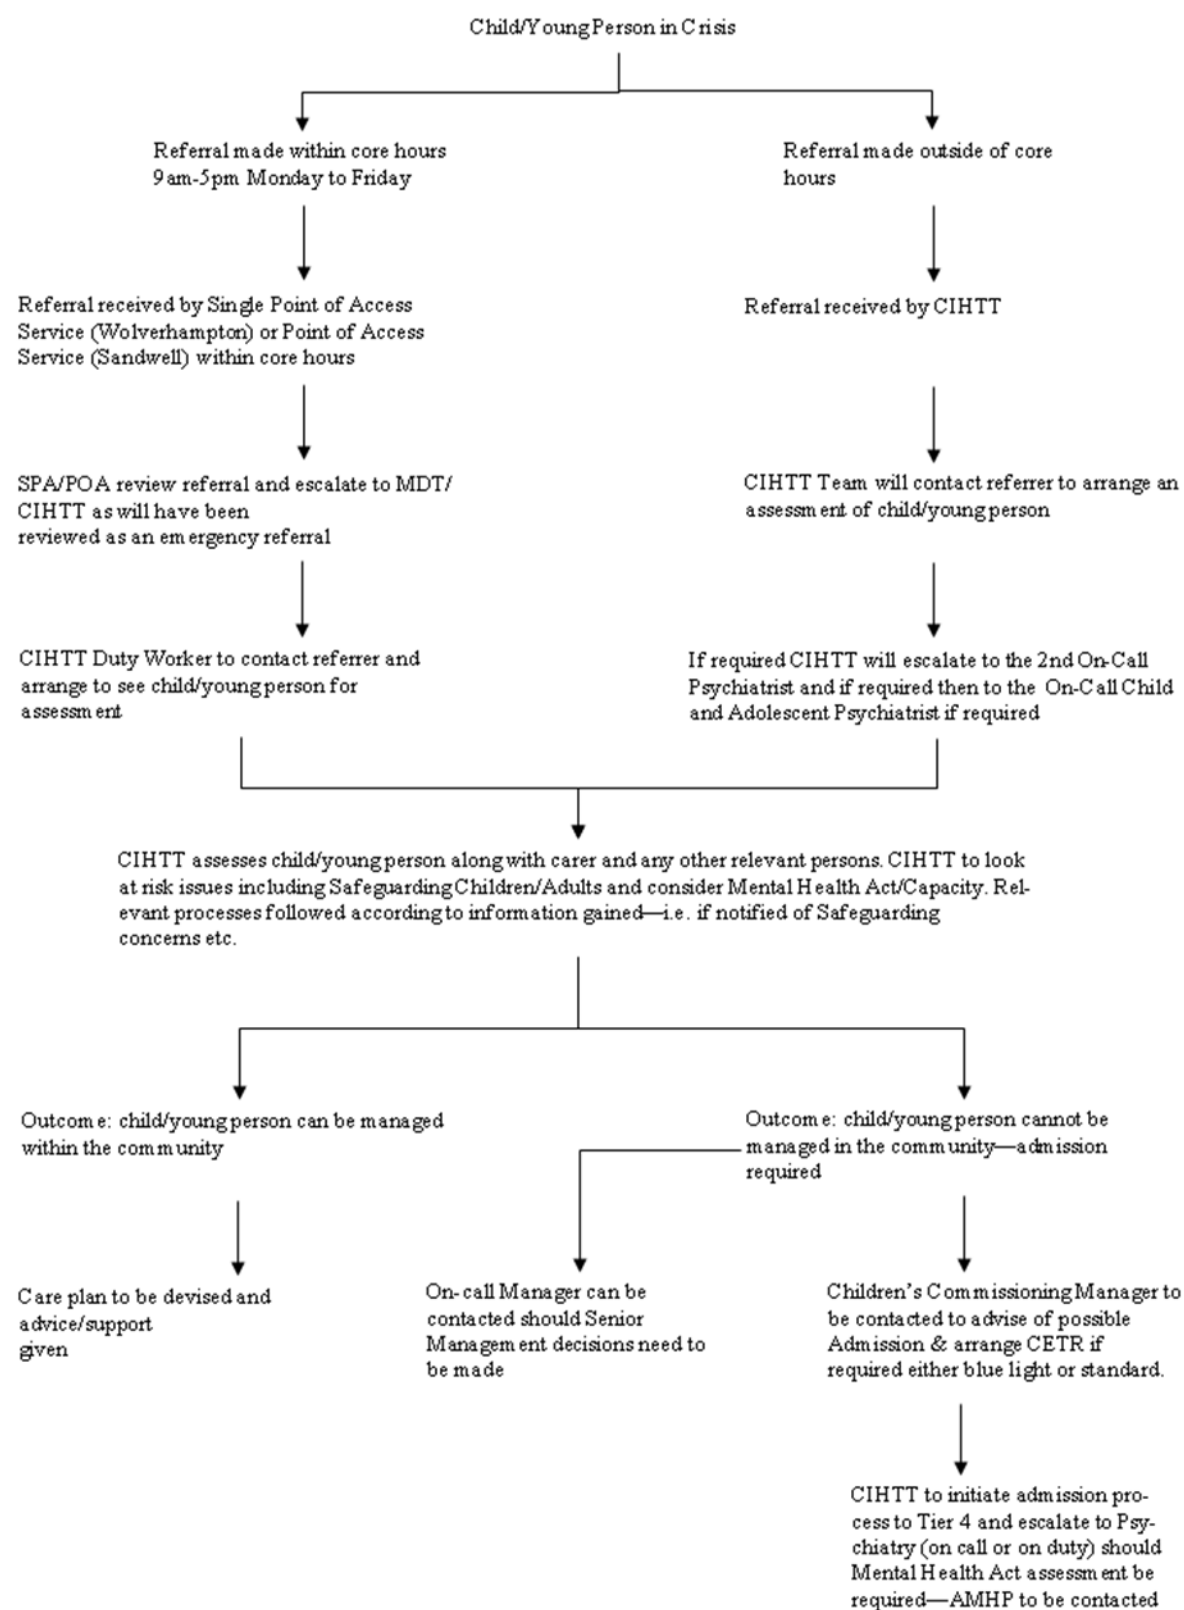 Child/Young Person in Crisis
Referral made within core hours
9am-5pm Monday to Friday
Referral made outside of core
hours
Referral received by Single Point of Access
Service (Wolverhampton) or Point of Access
Service (Sandwell) within core hours
Referral received by CIHTT
SPA/POA review referral and escalate to MDT/
CIHTT as will have been
reviewed as an emergency referral
CIHTT Team will contact referrer to arrange an
assessment of child/young person
CIHTT Duty Worker to contact referrer and
arrange to see child/young person for
assessment
If required CIHTT will escalate to the 2nd On-Call
Psychiatrist and if required then to the On-Call Child
and Adolescent Psychiatrist if required
CIHTT assesses child/young person along with carer and any other relevant persons. CIHTT to look
at risk issues including Safeguarding Children/Adults and consider Mental Health Act/Capacity. Rel-
evant processes followed according to information gained—i.e. if notified of Safeguarding
concerns etc.
Outcome: child/young person can be managed
within the community
Outcome: child/young person cannot be
managed in the community—admission
required
Care plan to be devised and
advice/support
given
On-call Manager can be
contacted should Senior
Management decisions need to
be made
Children’s Commissioning Manager to
be contacted to advise of possible
Admission & arrange CETR if
required either blue light or standard.
CIHTT to initiate admission pro-
cess to Tier 4 and escalate to Psy-
chiatry (on call or on duty) should
Mental Health Act assessment be
required—AMHP to be contacted